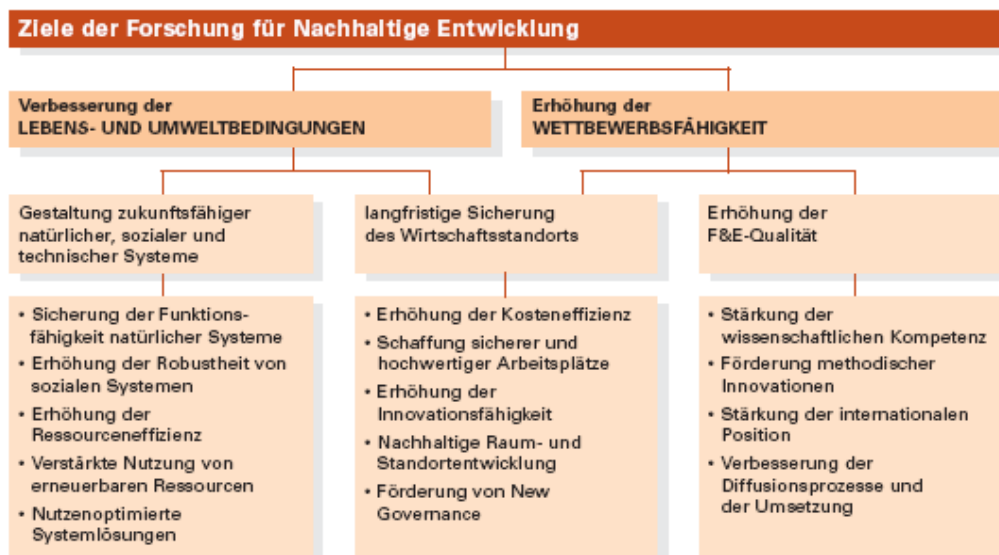 Ziele der Forschung für Nachhaltige Entwicklung
Verbesserung der
LEBENS- UND UMWELTBEDINGUNGEN
Erhöhung der
WETTBEWERBSFÄHIGKEIT
Gestaltung zukunftsfähiger
natürlicher, sozialer und
technischer Systeme
langfristige Sicherung
des Wirtschaftsstandorts
Erhöhung der
F&E-Qualität
• Sicherung der Funktions-
fähigkeit natürlicher Systeme
• Erhöhung der Robustheit von
sozialen Systemen
• Erhöhung der
Ressourceneffizienz
• Verstärkte Nutzung von
erneuerbaren Ressourcen
• Nutzenoptimierte
Systemlösungen
• Erhöhung der Kosteneffizienz
• Schaffung sicherer und
hochwertiger Arbeitsplätze
• Erhöhung der
Innovationsfähigkeit
• Nachhaltige Raum- und
Standortentwicklung
• Förderung von New
Governance
• Stärkung der
wissenschaftlichen Kompetenz
• Förderung methodischer
Innovationen
• Stärkung der internationalen
Position
• Verbesserung der
Diffusionsprozesse und
der Umsetzung